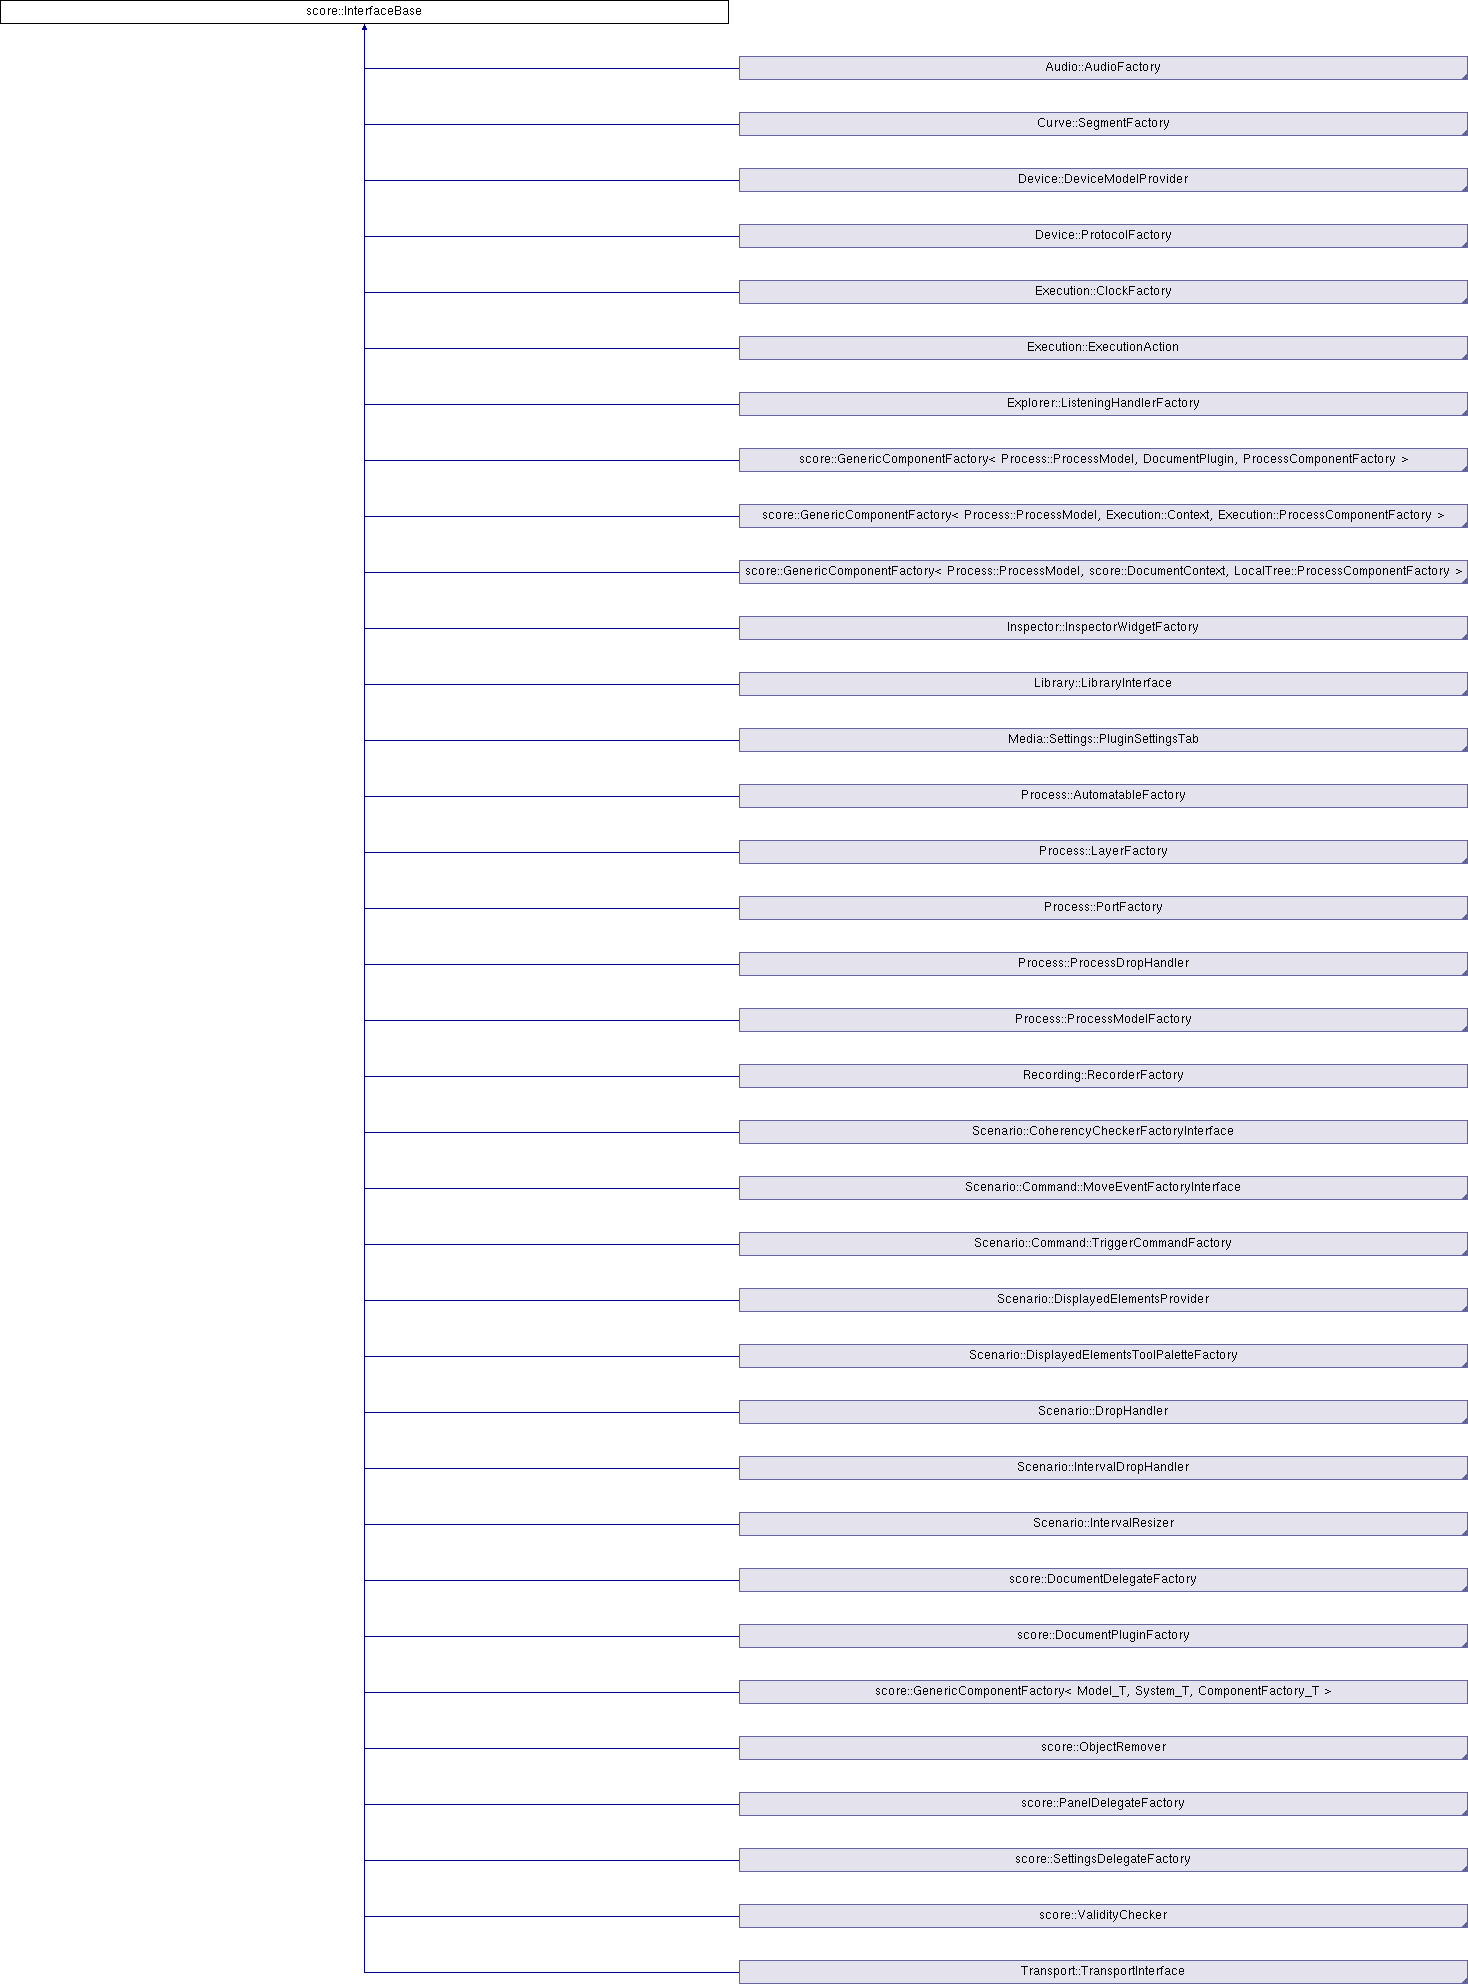 score::InterfaceBase
Audio::AudioFactory
Curve::SegmentFactory
Device::DeviceModelProvider
Device::ProtocolFactory
Execution::ClockFactory
Execution::ExecutionAction
Explorer::ListeningHandlerFactory
score::GenericComponentFactory< Process::ProcessModel, DocumentPlugin, ProcessComponentFactory >
score::GenericComponentFactory< Process::ProcessModel, Execution::Context, Execution::ProcessComponentFactory >
score::GenericComponentFactory< Process::ProcessModel, score::DocumentContext, LocalTree::ProcessComponentFactory >
Inspector::InspectorWidgetFactory
Library::LibraryInterface
Media::Settings::PluginSettingsTab
Process::AutomatableFactory
Process::LayerFactory
Process::PortFactory
Process::ProcessDropHandler
Process::ProcessModelFactory
Recording::RecorderFactory
Scenario::CoherencyCheckerFactoryInterface
Scenario::Command::MoveEventFactoryInterface
Scenario::Command::TriggerCommandFactory
Scenario::DisplayedElementsProvider
Scenario::DisplayedElementsToolPaletteFactory
Scenario::DropHandler
Scenario::IntervalDropHandler
Scenario::IntervalResizer
score::DocumentDelegateFactory
score::DocumentPluginFactory
score::GenericComponentFactory< Model_T, System_T, ComponentFactory_T >
score::ObjectRemover
score::PanelDelegateFactory
score::SettingsDelegateFactory
score::ValidityChecker
Transport::TransportInterface